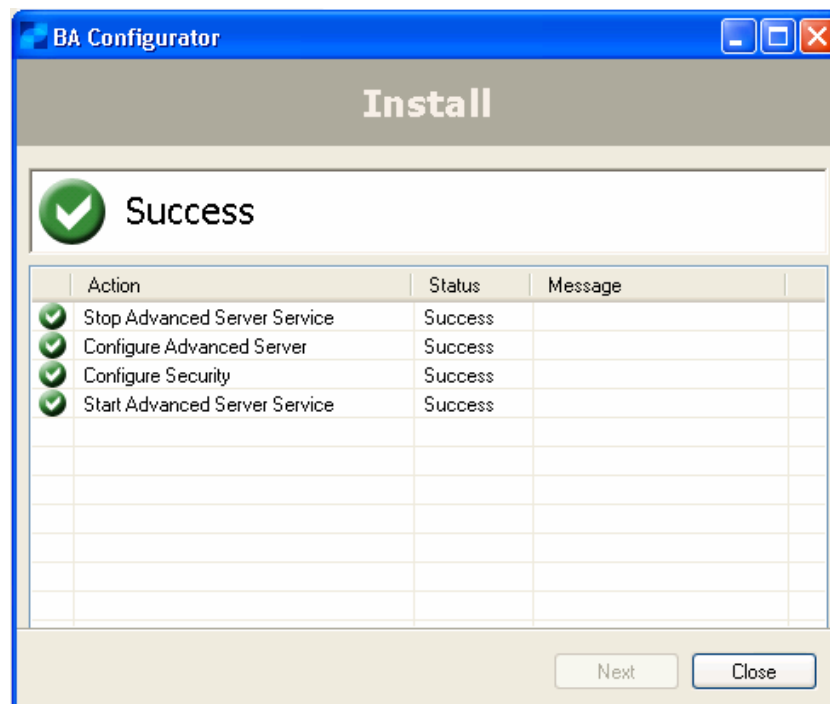 BA Configurator
Install
Success
Action Status Message
Stop Advanced Server Service Success
Configure Advanced Server Success
Configure Security Success
Start Advanced Server Service Success
Next Close